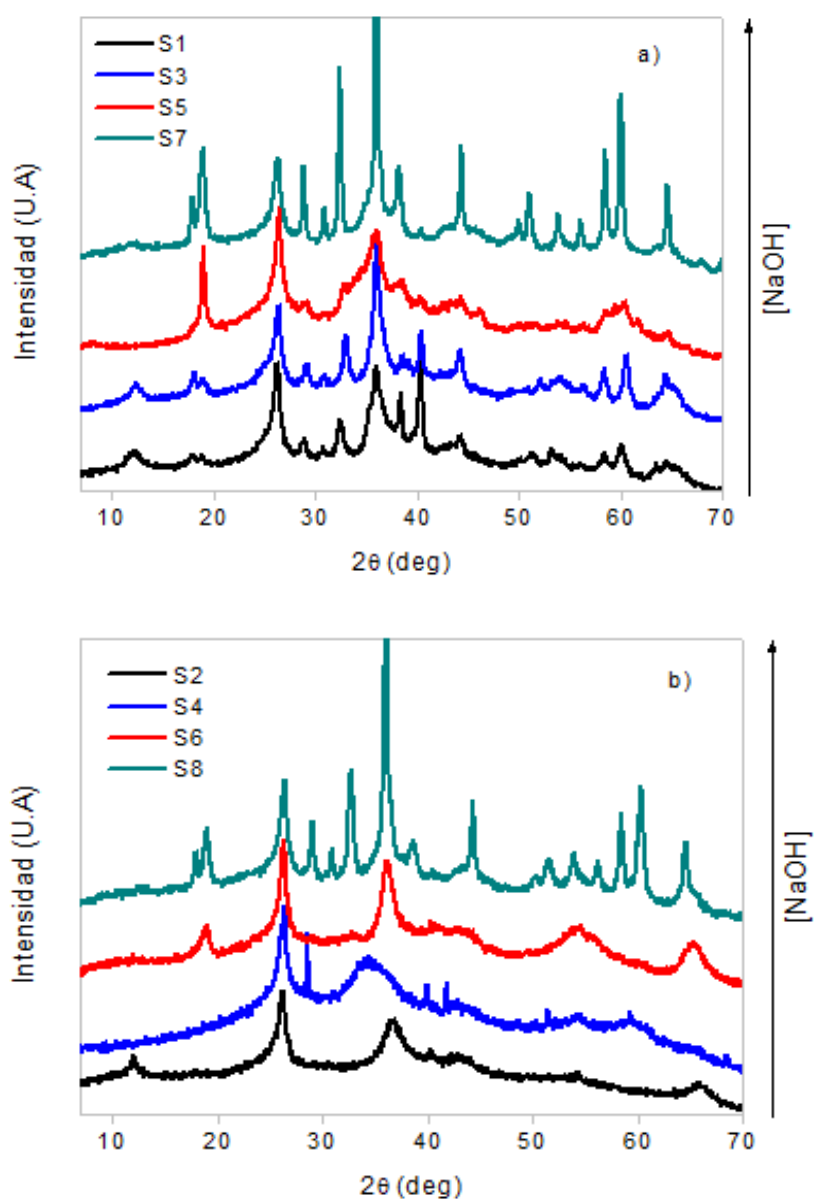 S1
S3
S5
S7
a)
Intensidad (U.A)
[NaOH]
10 20 30 40 50 60 70
2θ (deg)
S2
S4
S6
S8
b)
Intensidad (U.A)
[NaOH]
10 20 30 40 50 60 70
2θ (deg)